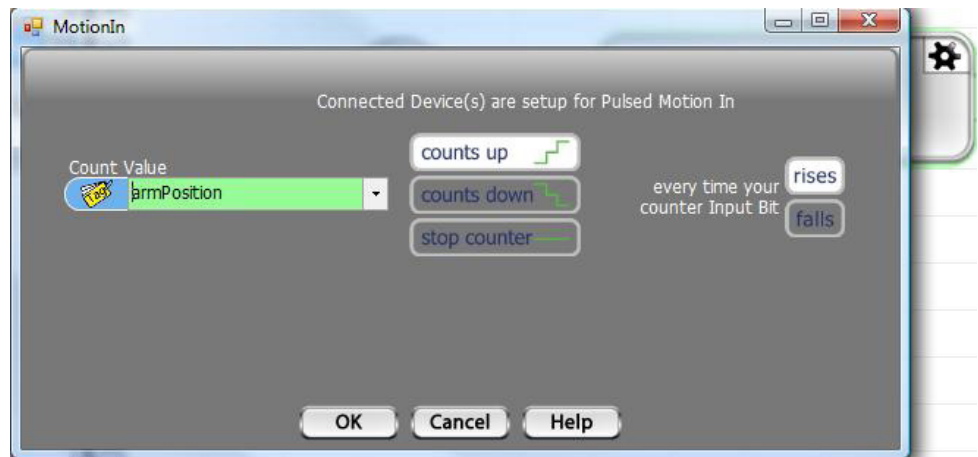 MotionIn
Connected Device(s) are setup for Pulsed Motion In
Count Value
Tags
armPosition
counts up
counts down
stop counter
every time your
counter Input Bit
rises
falls
OK
Cancel
Help